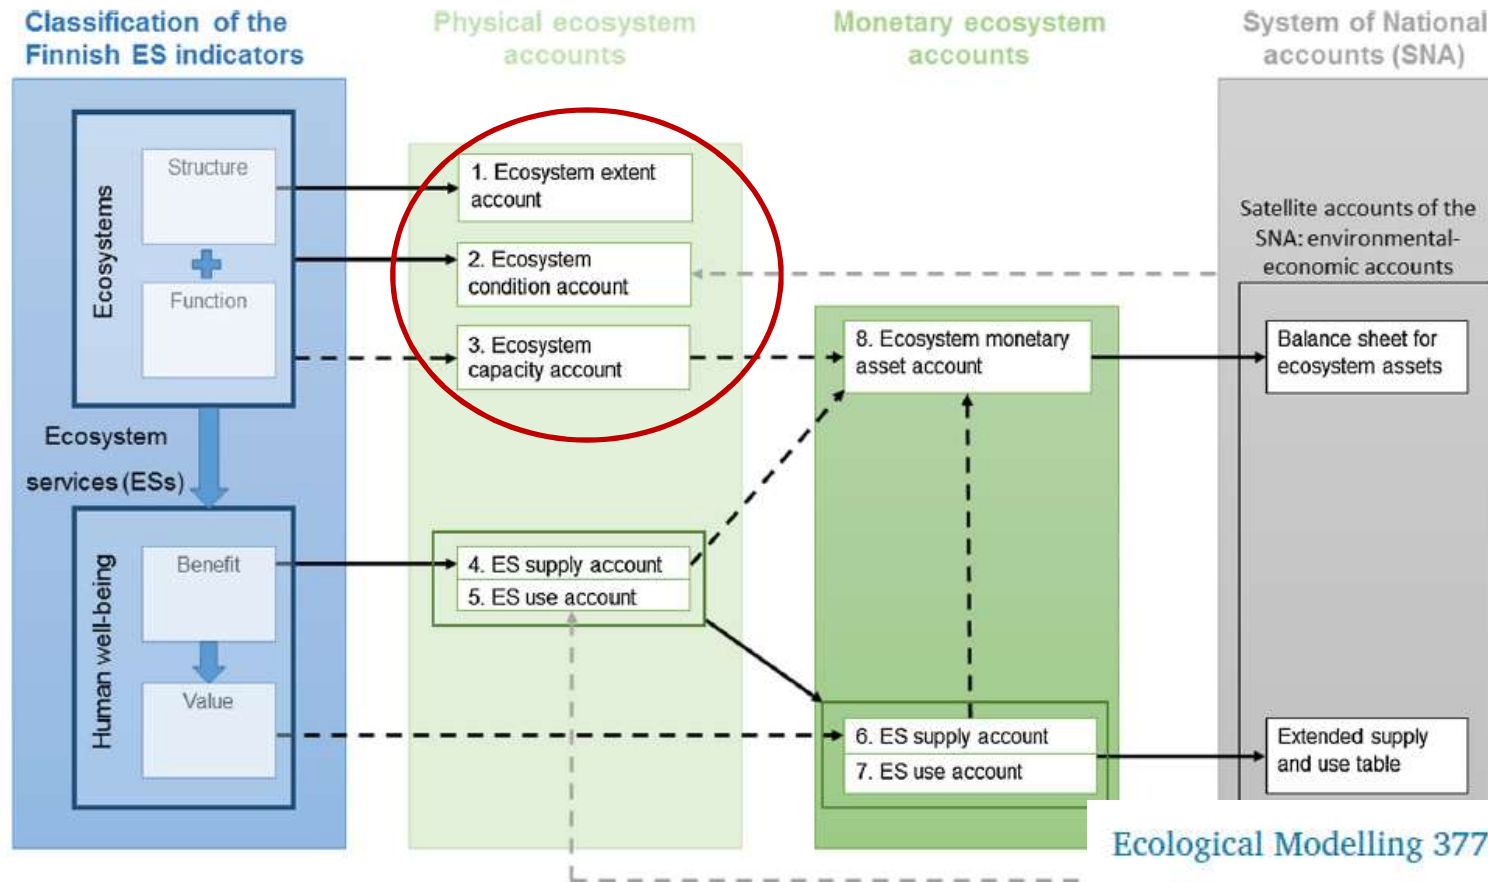 Classification of the
Finnish ES indicators
Physical ecosystem
accounts
Monetary ecosystem
accounts
System of National
accounts (SNA)
Ecosystems
Structure
Function
Ecosystem
services (ESs)
Human well-being
Benefit
Value
1. Ecosystem extent
account
2. Ecosystem
condition account
3. Ecosystem
capacity account
4. ES supply account
5. ES use account
8. Ecosystem monetary
asset account
6. ES supply account
7. ES use account
Satellite accounts of the
SNA: environmental-
economic accounts
Balance sheet for
ecosystem assets
Extended supply
and use table
Ecological Modelling 377